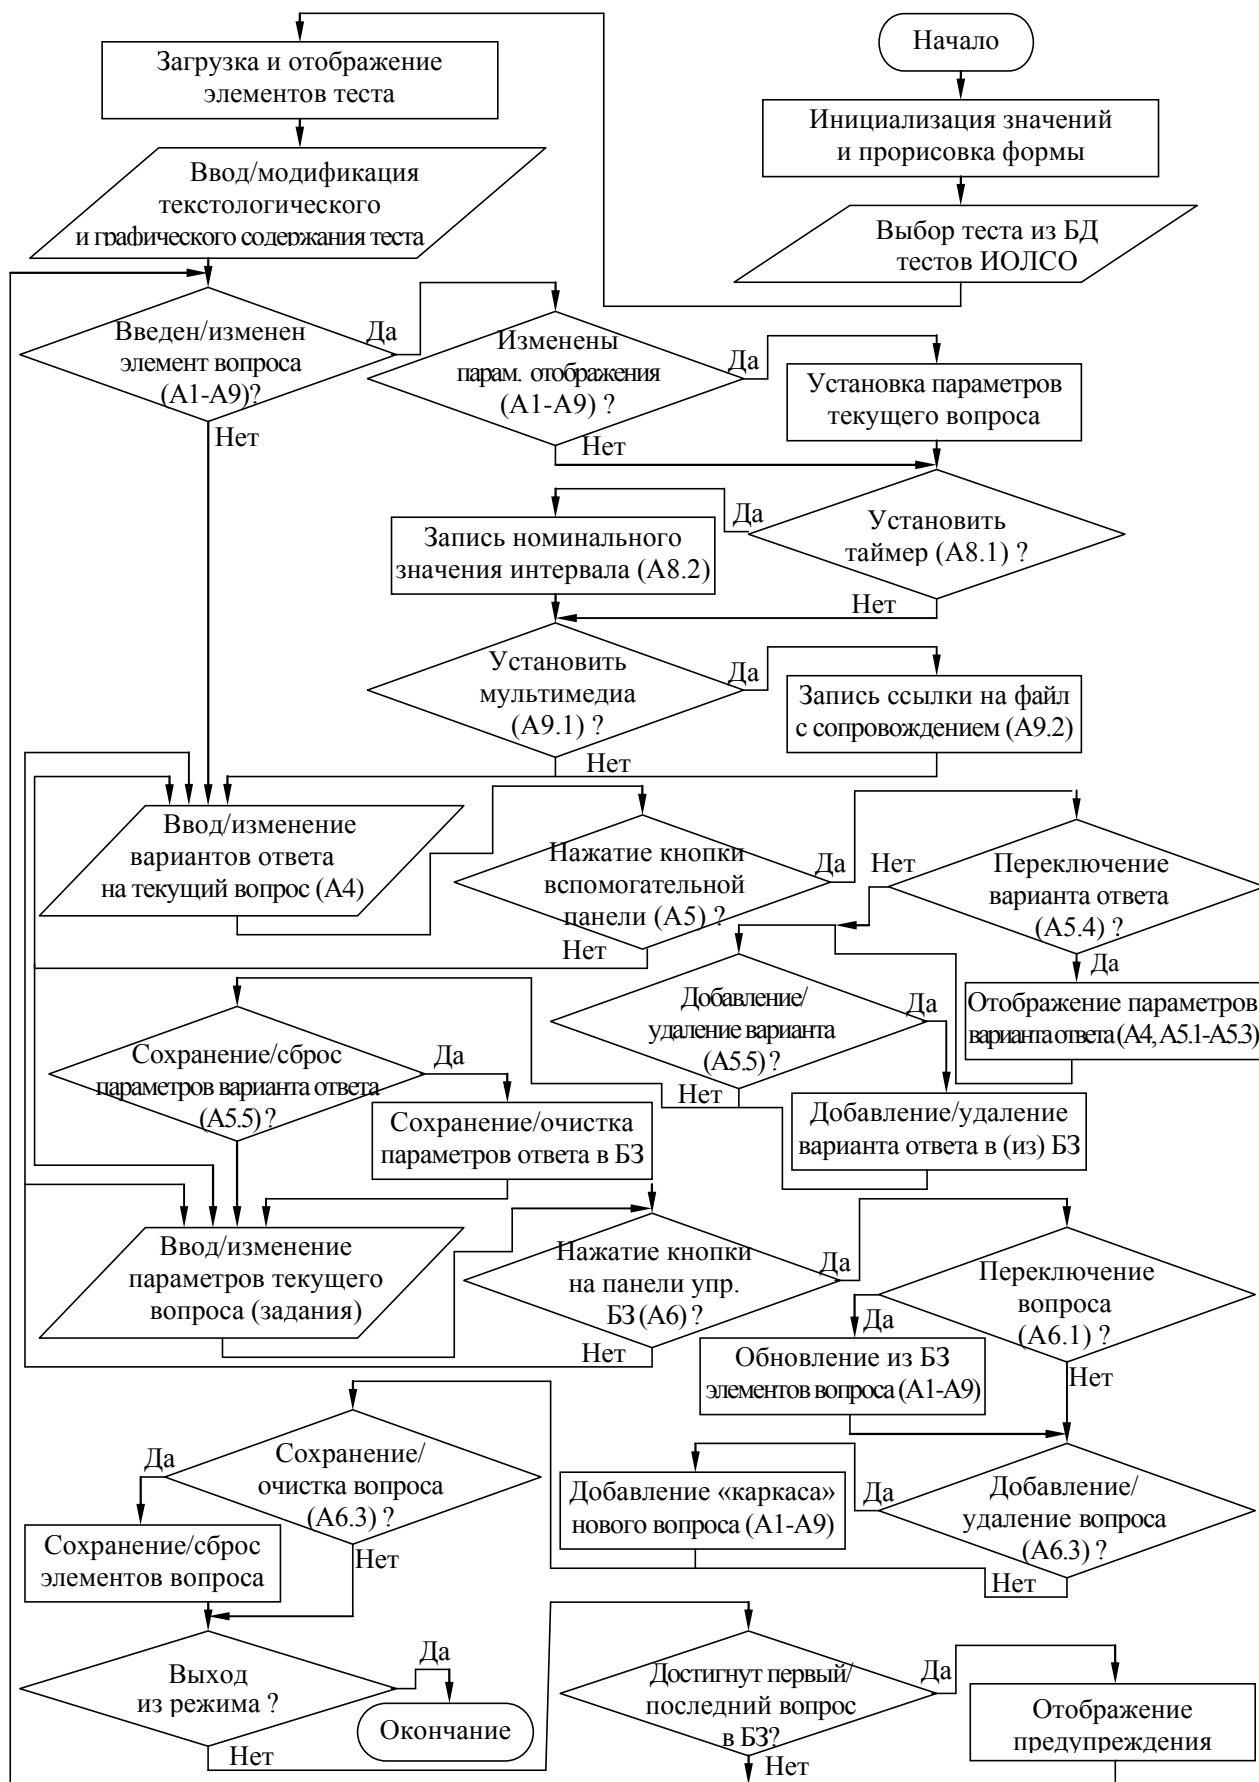 Начало
Инициализация значений
и прорисовка формы
Выбор теста из БД
тестов ИОЛСО
Загрузка и отображение
элементов теста
Ввод/модификация
текстологического
и графического содержания теста
Введен/изменен
элемент вопроса
(А1-А9)?
Да
Нет
Изменены
парам. отображения
(А1-А9) ?
Да
Нет
Установка параметров
текущего вопроса
Установить
таймер (А8.1) ?
Да
Нет
Запись номинального
значения интервала (А8.2)
Установить
мультимедиа
(А9.1) ?
Да
Нет
Запись ссылки на файл
с сопровождением (А9.2)
Ввод/изменение
вариантов ответа
на текущий вопрос (А4)
Нажатие кнопки
вспомогательной
панели (А5) ?
Да
Нет
Переключение
варианта ответа
(А5.4) ?
Нет
Да
Отображение параметров
варианта ответа (А4, А5.1-А5.3)
Добавление/
удаление варианта
(А5.5) ?
Да
Нет
Добавление/удаление
варианта ответа в (из) БЗ
Сохранение/сброс
параметров варианта ответа
(А5.5) ?
Да
Сохранение/очистка
параметров ответа в БЗ
Ввод/изменение
параметров текущего
вопроса (задания)
Нажатие кнопки
на панели упр.
БЗ (А6) ?
Да
Нет
Переключение
вопроса
(А6.1) ?
Да
Нет
Обновление из БЗ
элементов вопроса (А1-А9)
Добавление/
удаление вопроса
(А6.3) ?
Да
Нет
Добавление «каркаса»
нового вопроса (А1-А9)
Сохранение/
очистка вопроса
(А6.3) ?
Да
Нет
Сохранение/сброс
элементов вопроса
Выход
из режима ?
Да
Нет
Окончание
Достигнут первый/
последний вопрос
в БЗ?
Да
Нет
Отображение
предупреждения